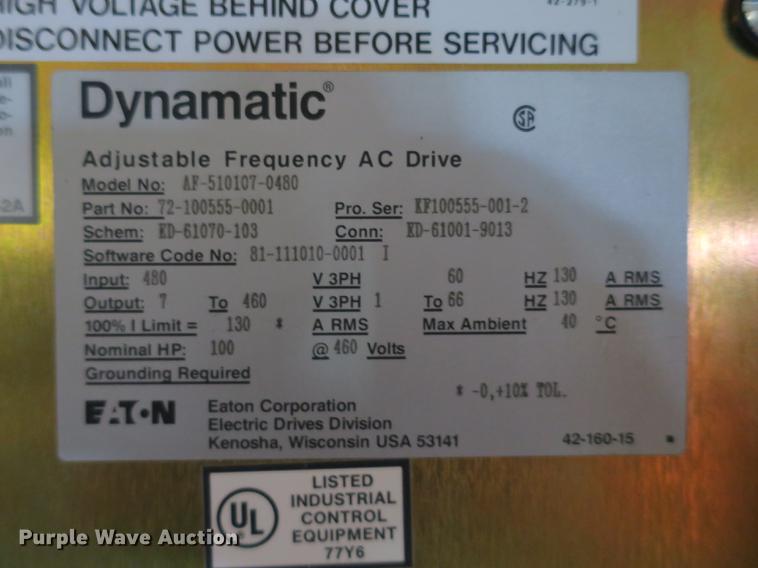 HIGH VOLTAGE BEHIND COVER
42-279-1
DISCONNECT POWER BEFORE SERVICING
Dynamatic®
Adjustable Frequency AC Drive
Model No: AF-510107-0480
Part No: 72-100555-0001 Pro. Ser: KF100555-001-2
Schem: KD-61070-103 Conn: KD-61001-9013
Software Code No: 81-111010-0001 I
Input: 480 V 3PH 60 HZ 130 A RMS
Output: 7 To 460 V 3PH 1 To 66 HZ 130 A RMS
100% I Limit = 130 * A RMS Max Ambient 40 °C
Nominal HP: 100 @ 460 Volts
Grounding Required
* -0,+10% TOL.
EATON Eaton Corporation
Electric Drives Division
Kenosha, Wisconsin USA 53141
42-160-15
UL
LISTED
INDUSTRIAL
CONTROL
EQUIPMENT
77Y6
Purple Wave Auction